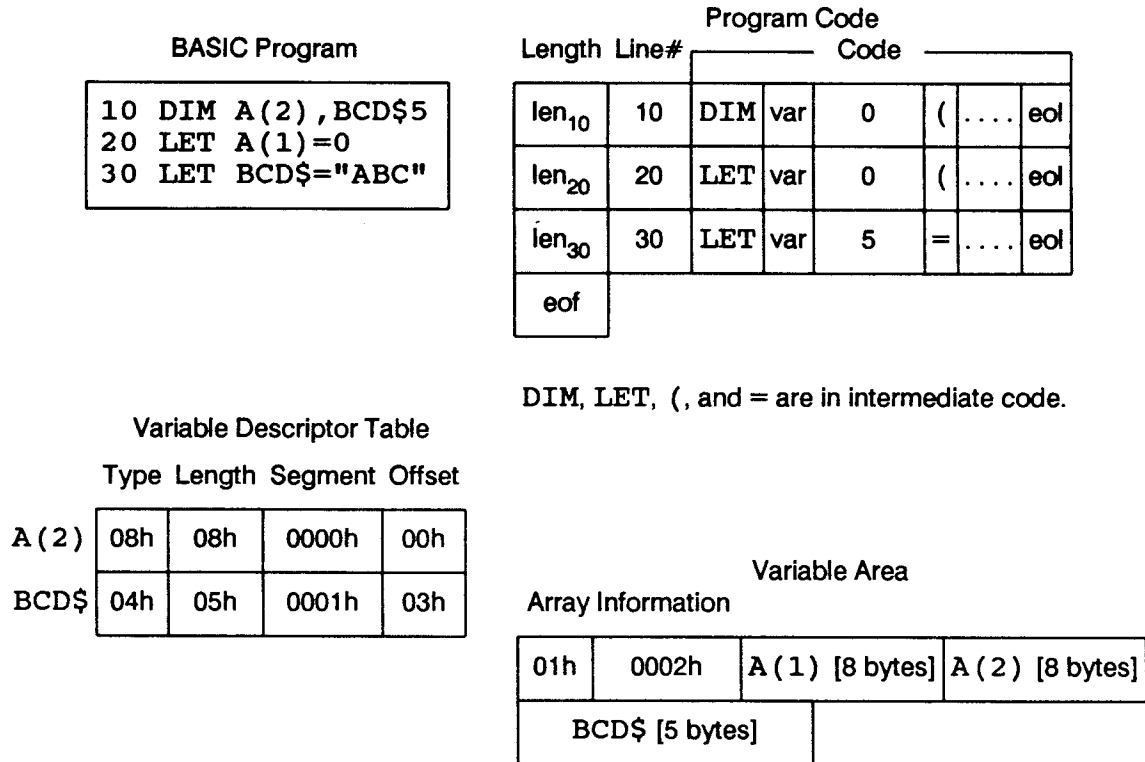 BASIC Program
10 DIM A(2),BCD$5
20 LET A(1)=0
30 LET BCD$="ABC"
Program Code
Length Line# Code
len10 10 DIM var 0 ( .... eol
len20 20 LET var 0 ( .... eol
len30 30 LET var 5 = .... eol
eof
DIM, LET, (, and = are in intermediate code.
Variable Descriptor Table
Type Length Segment Offset
A(2) 08h 08h 0000h 00h
BCD$ 04h 05h 0001h 03h
Variable Area
Array Information
01h 0002h A(1) [8 bytes] A(2) [8 bytes]
BCD$ [5 bytes]